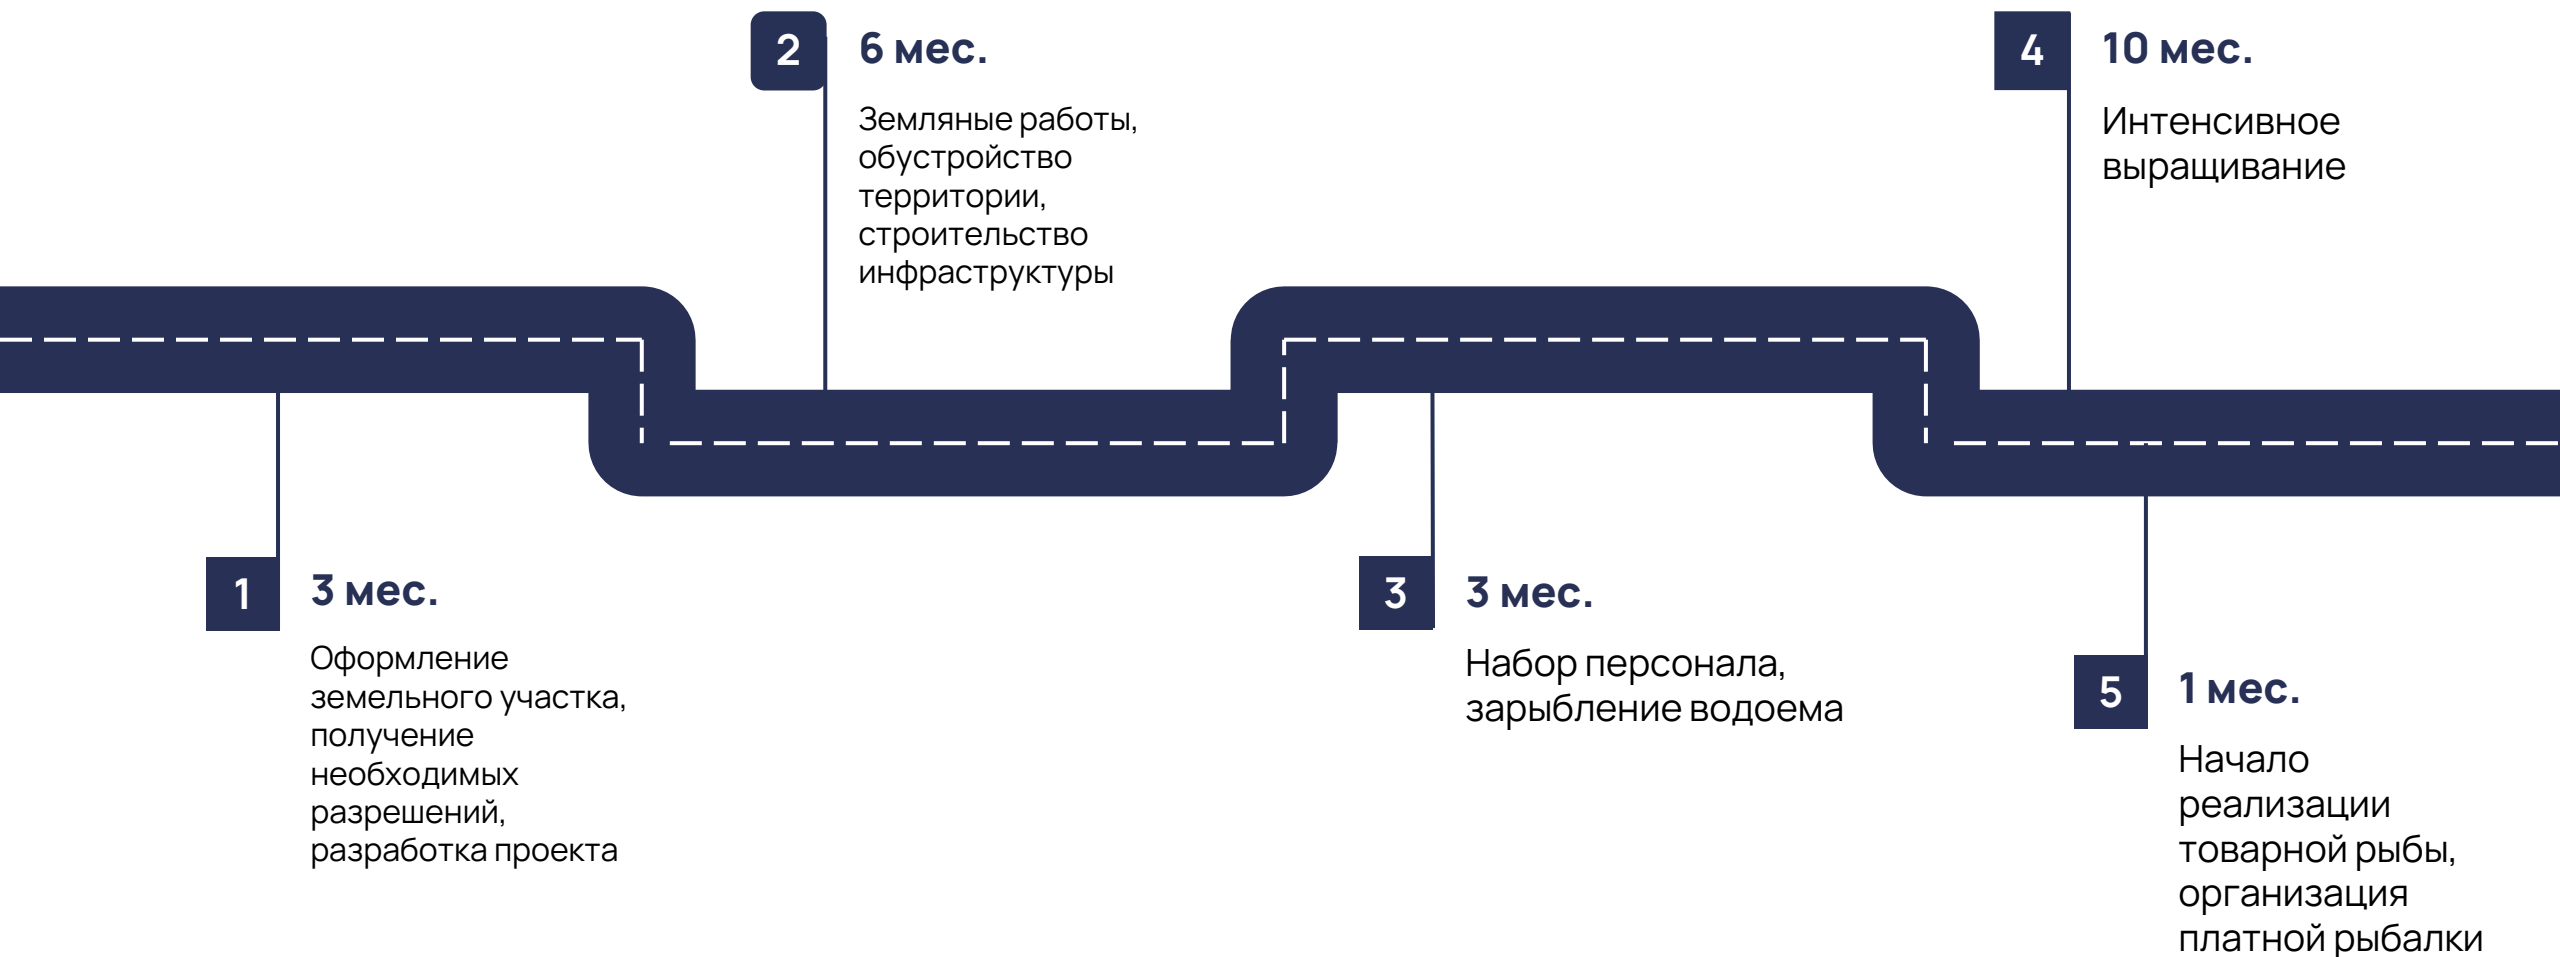 1
3 мес.
Оформление
земельного участка,
получение
необходимых
разрешений,
разработка проекта
2
6 мес.
Земляные работы,
обустройство
территории,
строительство
инфраструктуры
3
3 мес.
Набор персонала,
зарыбление водоема
4
10 мес.
Интенсивное
выращивание
5
1 мес.
Начало
реализации
товарной рыбы,
организация
платной рыбалки